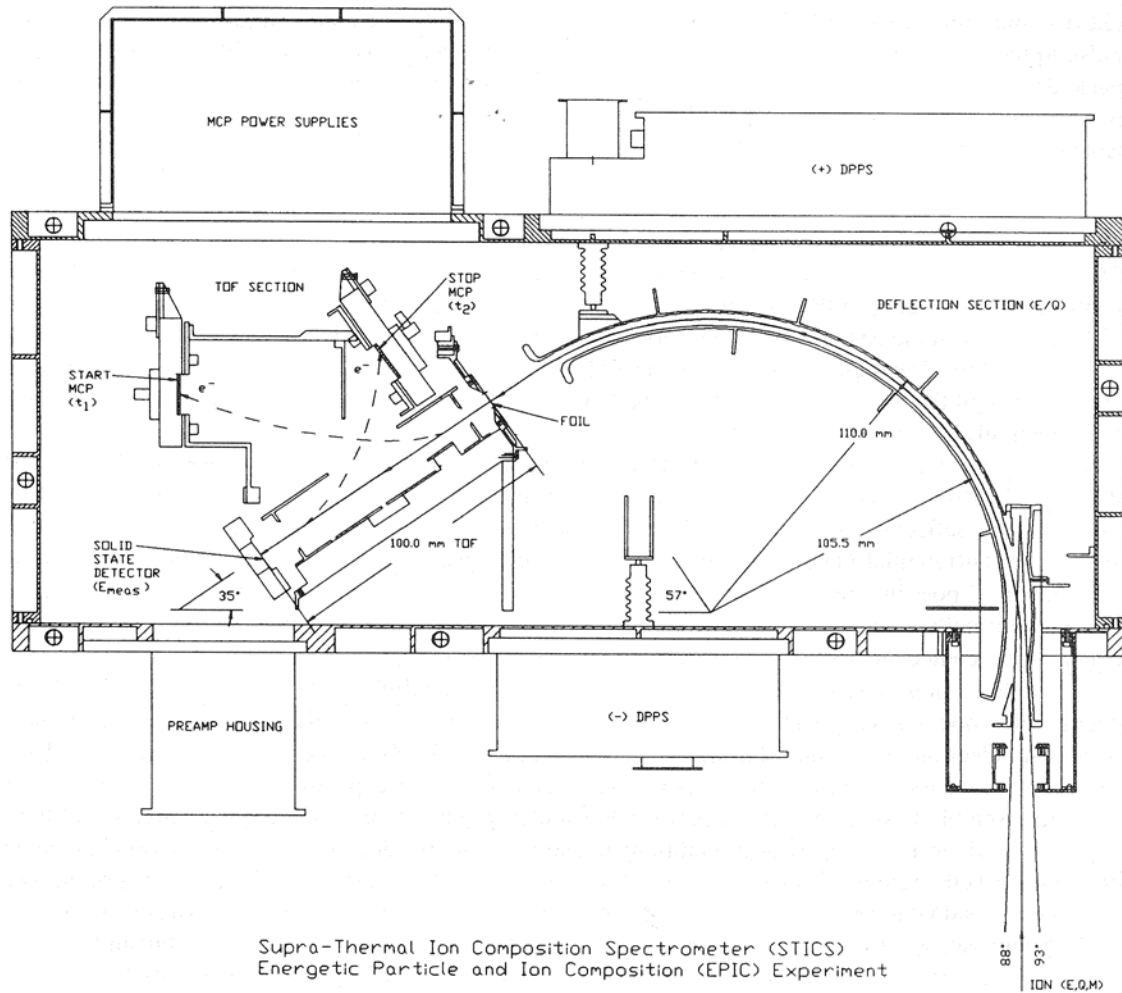 MCP POWER SUPPLIES
(+) DPPS
TOF SECTION
STOP
MCP
(t2)
DEFLECTION SECTION (E/Q)
START
MCP
(t1)
e-
e-
FOIL
110.0 mm
105.5 mm
100.0 mm TOF
SOLID
STATE
DETECTOR
(Emeas)
35°
57°
PREAMP HOUSING
(-) DPPS
88°
93°
ION (E,Q,M)
Supra-Thermal Ion Composition Spectrometer (STICS)
Energetic Particle and Ion Composition (EPIC) Experiment